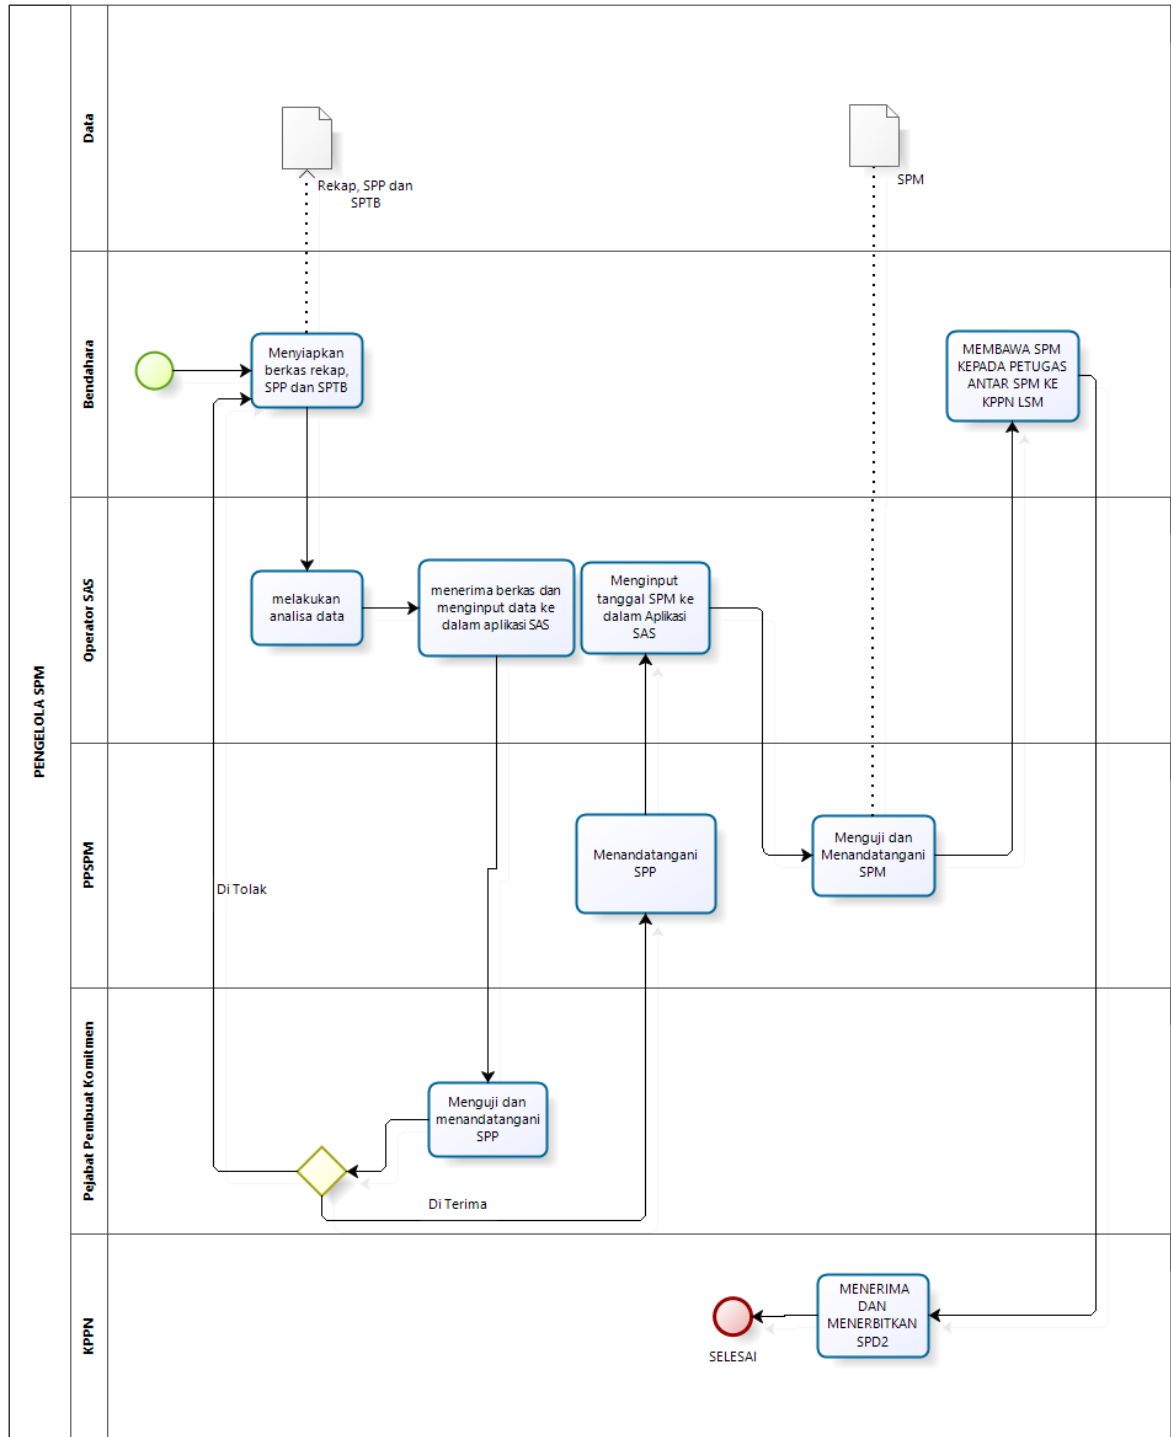 PENGELOLA SPM
Data
Rekap, SPP dan
SPTB
SPM
Bendahara
Menyiapkan
berkas rekap,
SPP dan SPTB
MEMBAWA SPM
KEPADA PETUGAS
ANTAR SPM KE
KPPN LSM
Operator SAS
melakukan
analisa data
menerima berkas dan
menginput data ke
dalam aplikasi SAS
Menginput
tanggal SPM ke
dalam Aplikasi
SAS
PPSPM
Di Tolak
Menandatangani
SPP
Menguji dan
Menandatangani
SPM
Pejabat Pembuat Komitmen
Menguji dan
menandatangani
SPP
Di Terima
KPPN
SELESAI
MENERIMA
DAN
MENERBITKAN
SPD2